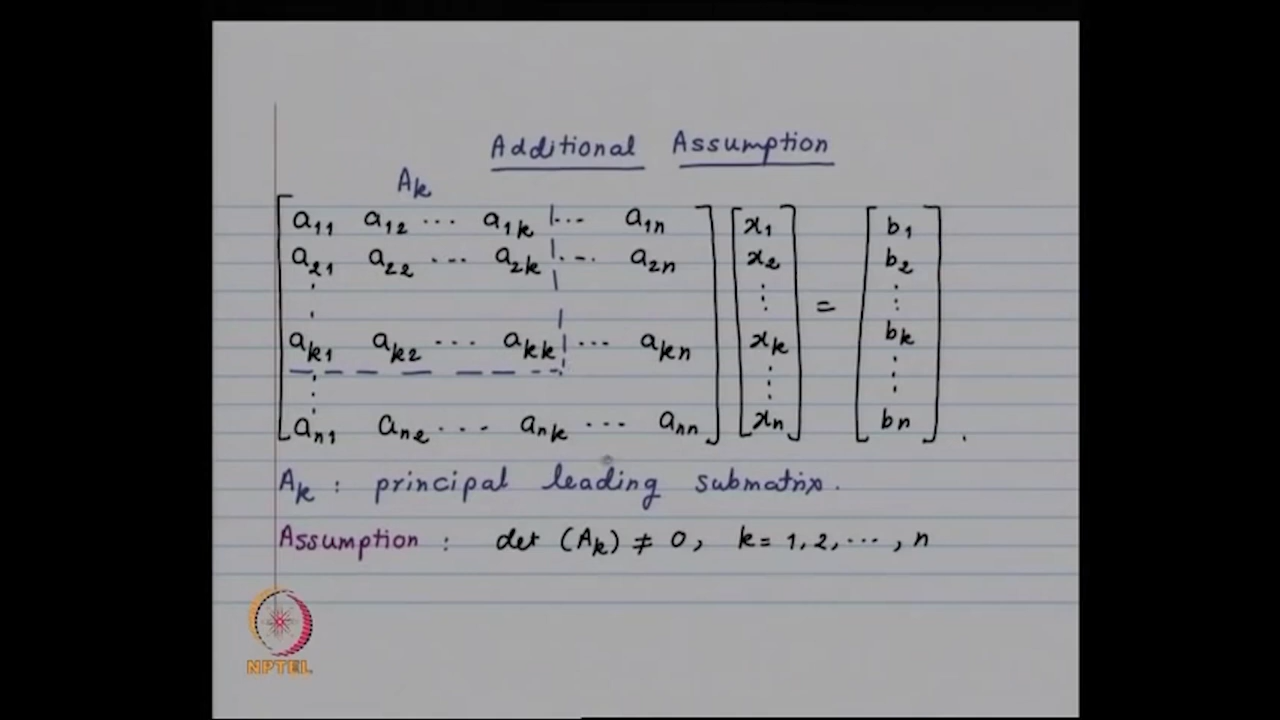 Additional Assumption
A_k
[ a_11 a_12 ... a_1k ... a_1n ] [ x_1 ] [ b_1 ]
[ a_21 a_22 ... a_2k ... a_2n ] [ x_2 ] [ b_2 ]
⋮ ⋮ = ⋮
[ a_k1 a_k2 ... a_kk ... a_kn ] [ x_k ] [ b_k ]
⋮ ⋮ ⋮
[ a_n1 a_n2 ... a_nk ... a_nn ] [ x_n ] [ b_n ] .
A_k : principal leading submatrix.
Assumption : det (A_k) ≠ 0, k = 1, 2, ..., n
NPTEL